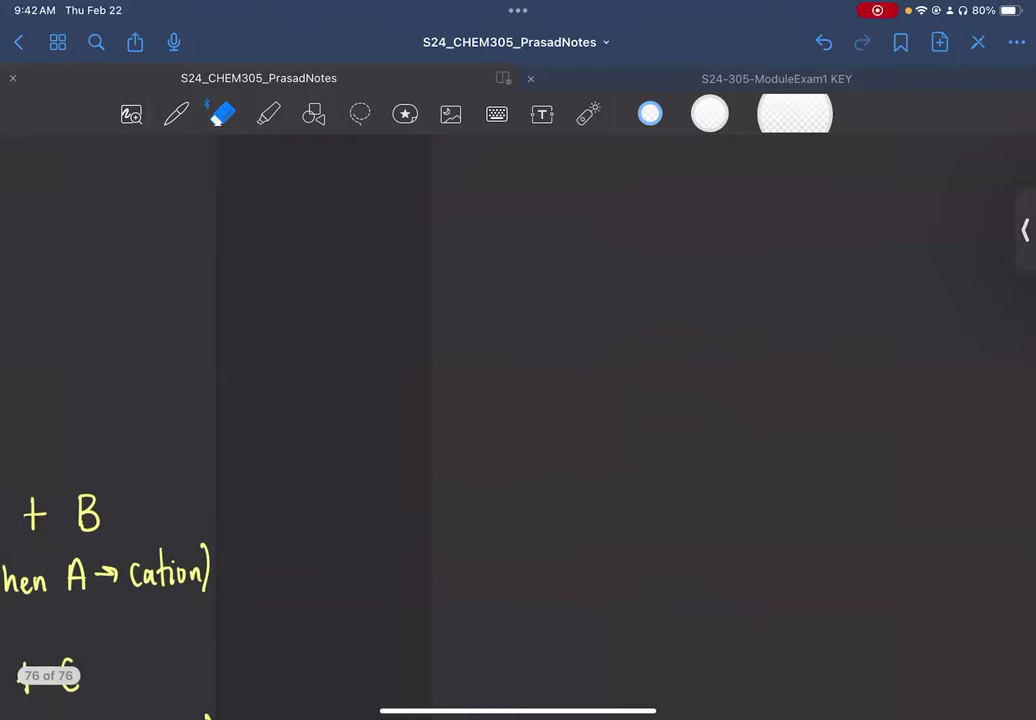 9:42 AM Thu Feb 22 80%
S24_CHEM305_PrasadNotes
S24_CHEM305_PrasadNotes S24-305-ModuleExam1 KEY
T
+ B
hen A → cation)
76 of 76